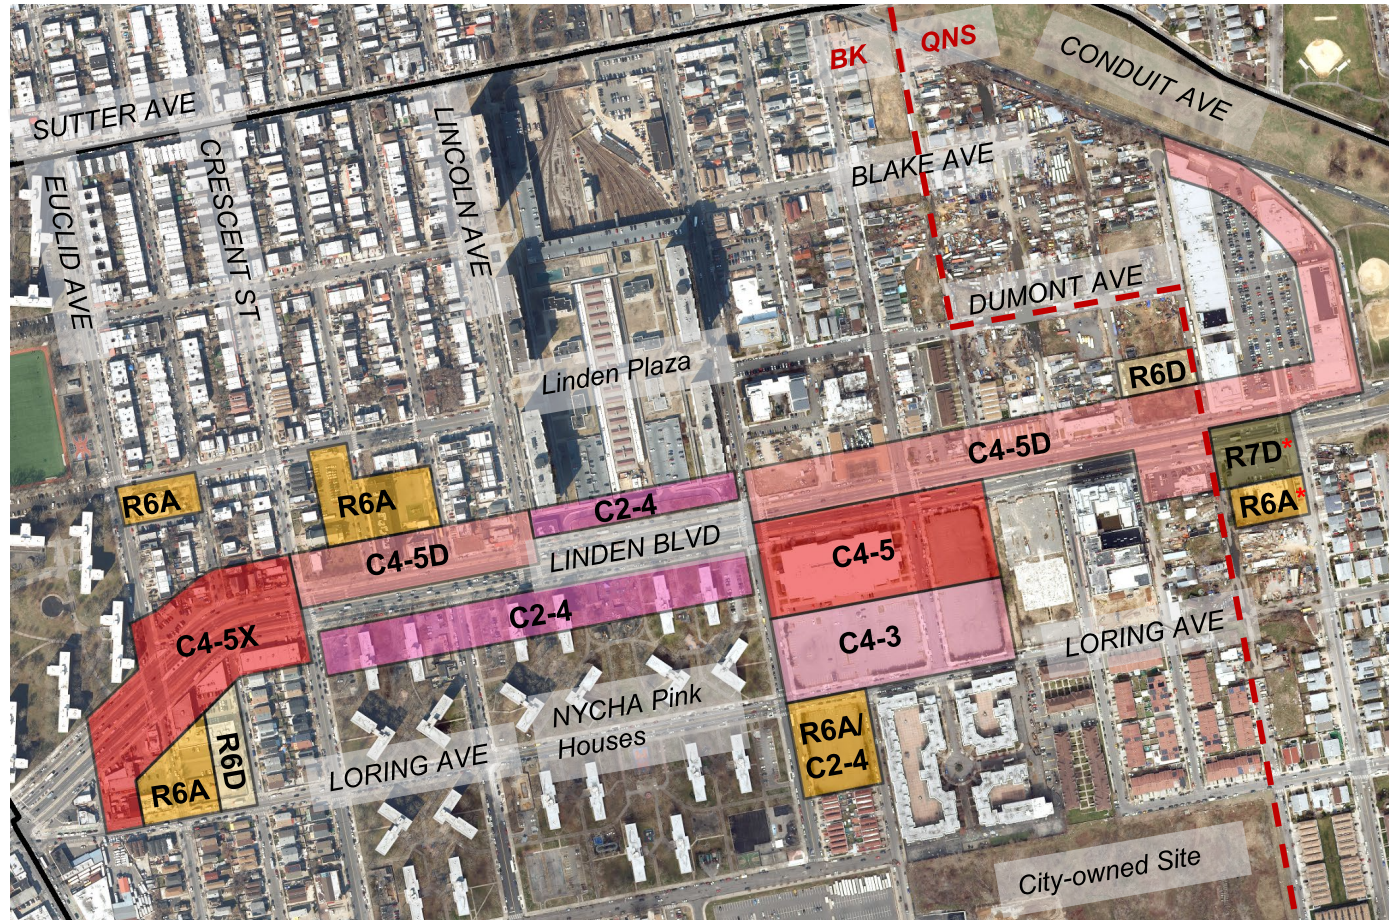 BK
QNS
CONDUIT AVE
SUTTER AVE
LINCOLN AVE
CRESCENT ST
EUCLID AVE
BLAKE AVE
DUMONT AVE
Linden Plaza
R6D
C4-5D
R7D*
R6A
R6A
R6A*
C2-4
LINDEN BLVD
C4-5D
C4-5
C2-4
C4-5X
C4-3
LORING AVE
NYCHA Pink
Houses
R6A/
C2-4
R6D
LORING AVE
R6A
City-owned Site